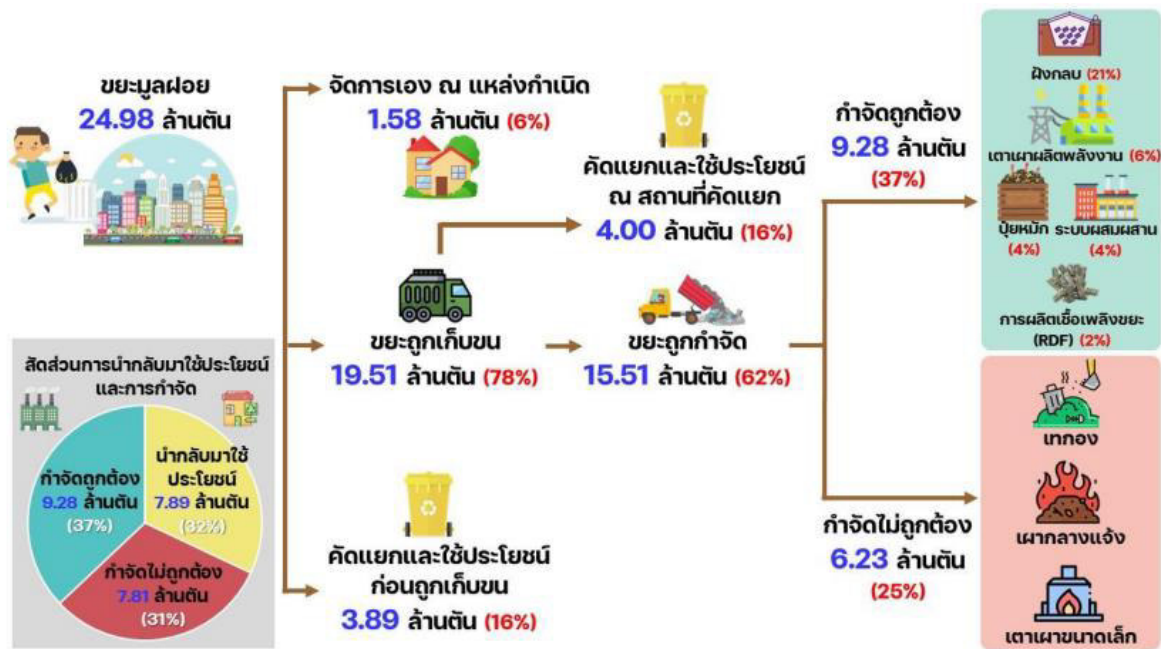 ขยะมูลฝอย
24.98 ล้านตัน
จัดการเอง ณ แหล่งกำเนิด
1.58 ล้านตัน (6%)
คัดแยกและใช้ประโยชน์
ณ สถานที่คัดแยก
4.00 ล้านตัน (16%)
ขยะถูกเก็บขน
19.51 ล้านตัน (78%)
ขยะถูกกำจัด
15.51 ล้านตัน (62%)
คัดแยกและใช้ประโยชน์
ก่อนถูกเก็บขน
3.89 ล้านตัน (16%)
กำจัดถูกต้อง
9.28 ล้านตัน
(37%)
ฝังกลบ (21%)
เตาเผาผลิตพลังงาน (6%)
ปุ๋ยหมัก
(4%)
ระบบผสมผสาน
(4%)
การผลิตเชื้อเพลิงขยะ
(RDF) (2%)
กำจัดไม่ถูกต้อง
6.23 ล้านตัน
(25%)
เทกอง
เผากลางแจ้ง
เตาเผาขนาดเล็ก
สัดส่วนการนำกลับมาใช้ประโยชน์
และการกำจัด
กำจัดถูกต้อง
9.28 ล้านตัน
(37%)
นำกลับมาใช้
ประโยชน์
7.89 ล้านตัน
(32%)
กำจัดไม่ถูกต้อง
7.81 ล้านตัน
(31%)